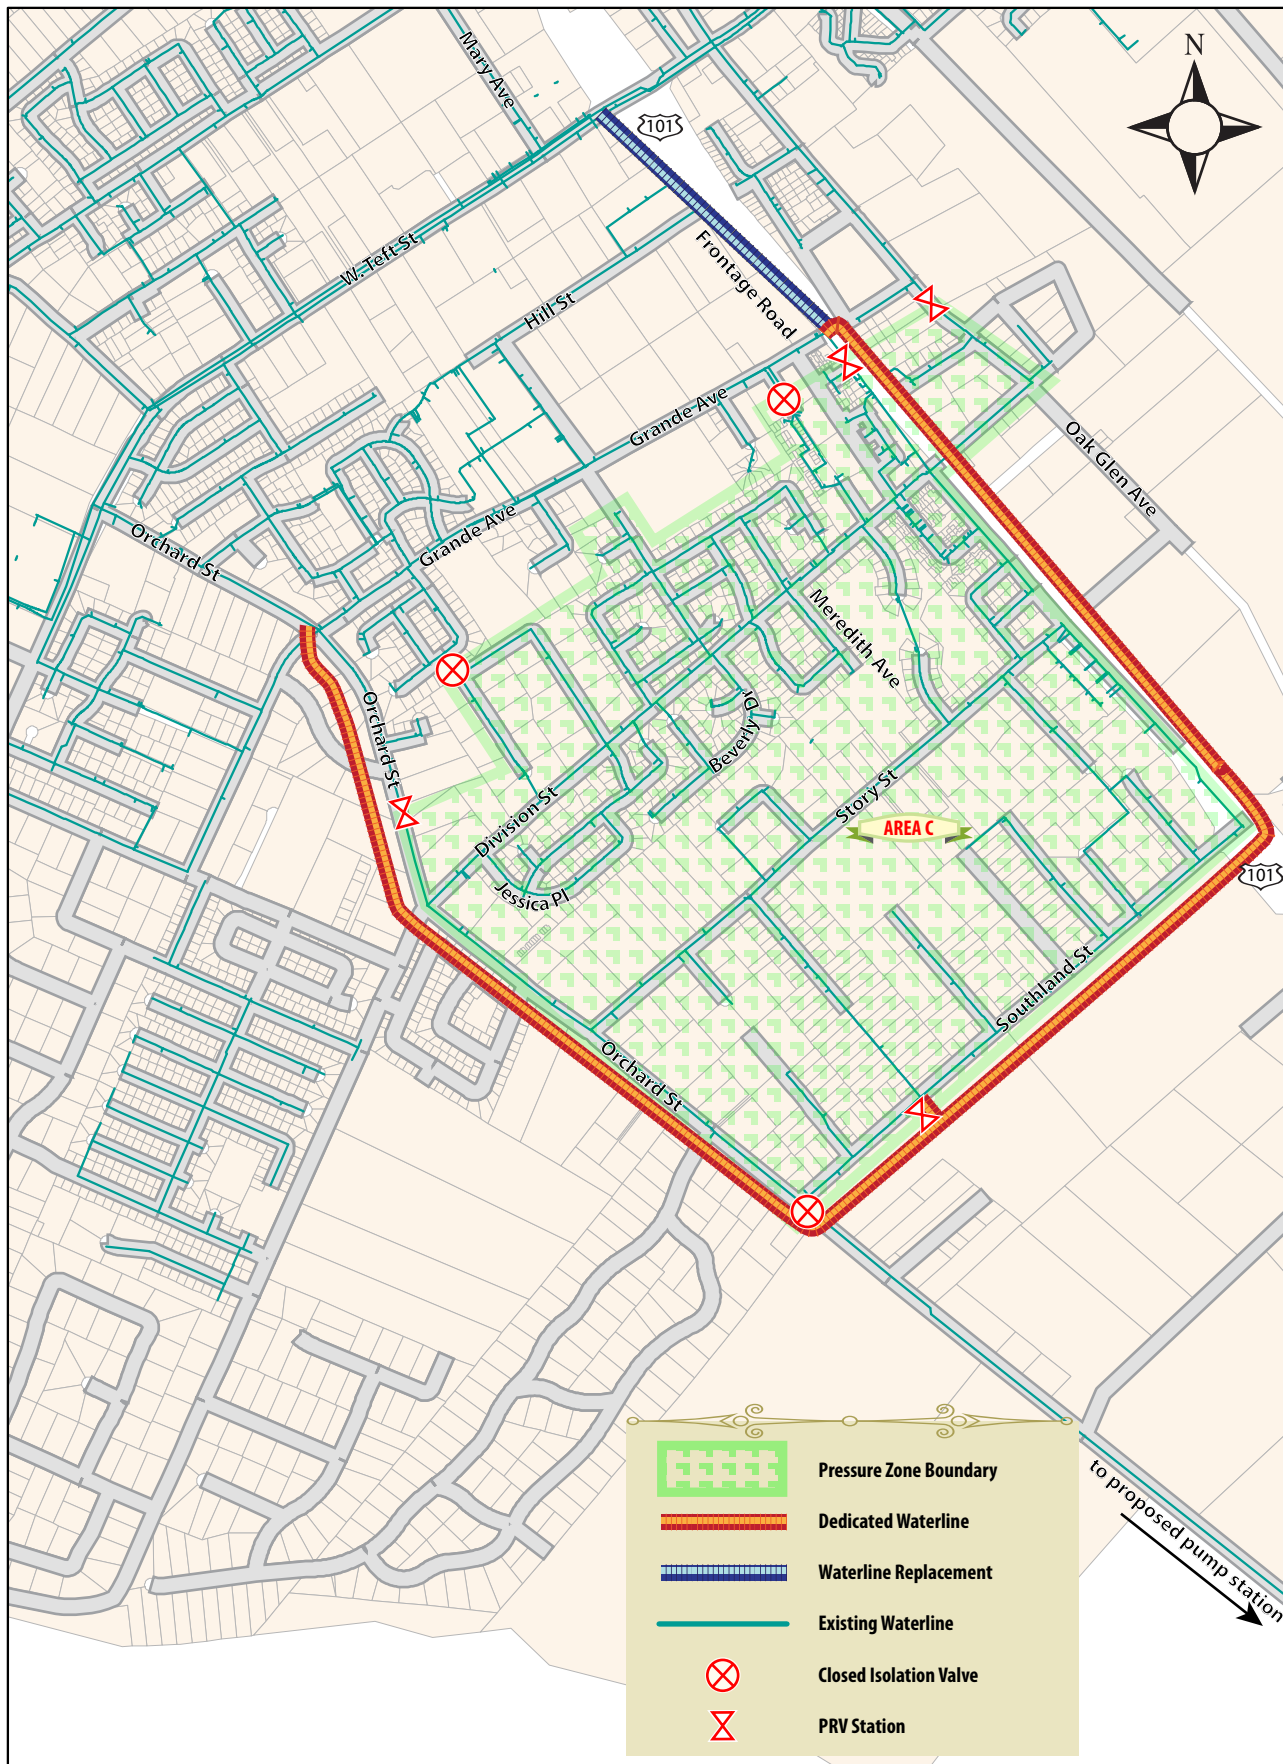 N
Mary Ave
101
W. Teft St
Frontage Road
Hill St
Grande Ave
Oak Glen Ave
Grande Ave
Orchard St
Meredith Ave
Orchard St
Beverly Dr
Division St
Story St
AREA C
101
Jessica Pl
Southland St
Orchard St
to proposed pump station
Pressure Zone Boundary
Dedicated Waterline
Waterline Replacement
Existing Waterline
Closed Isolation Valve
PRV Station